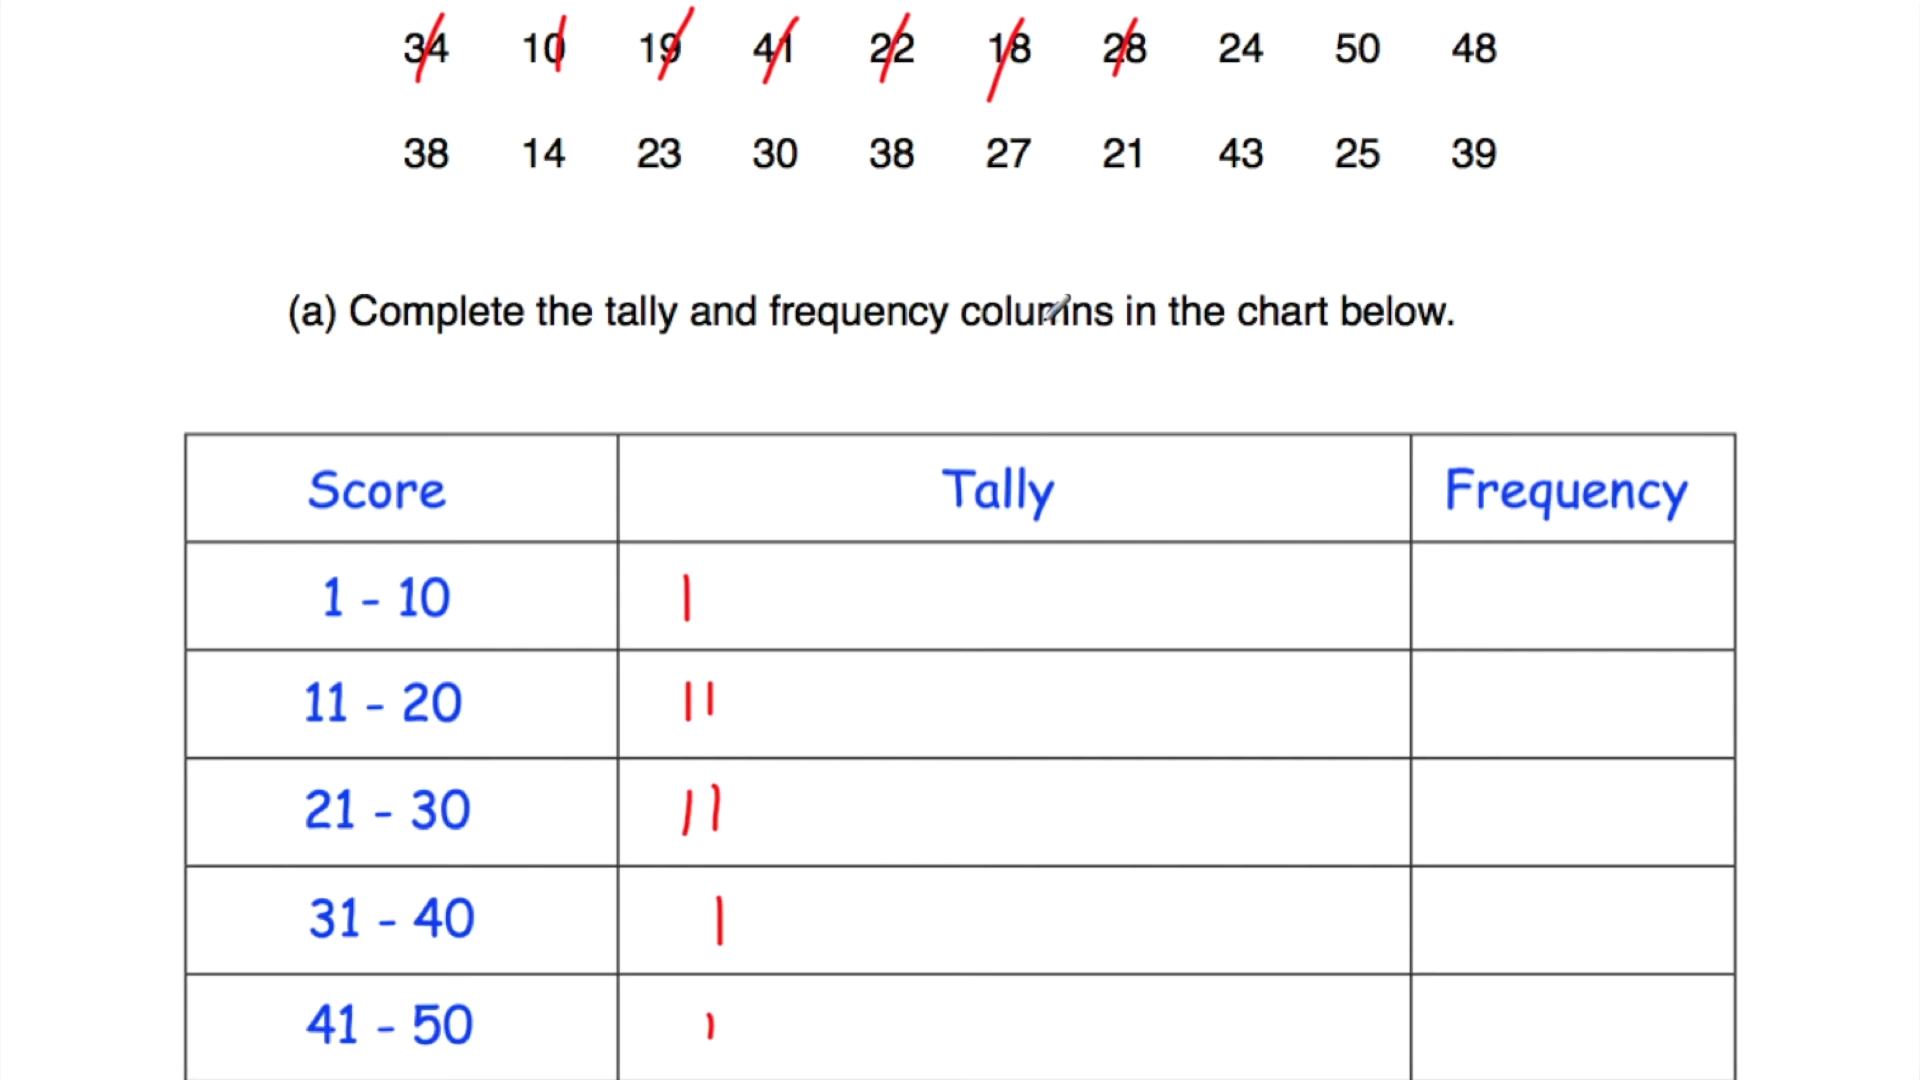 34 10 19 41 22 18 28 24 50 48
38 14 23 30 38 27 21 43 25 39
(a) Complete the tally and frequency columns in the chart below.
Score Tally Frequency
1 - 10 |
11 - 20 ||
21 - 30 ||
31 - 40 |
41 - 50 |